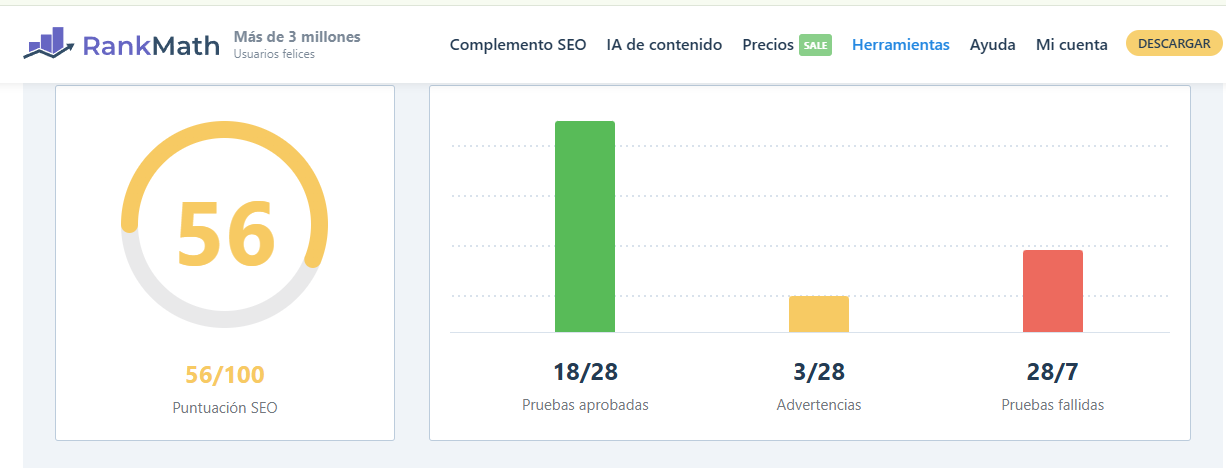 RankMath
Más de 3 millones
Usuarios felices
Complemento SEO IA de contenido Precios SALE Herramientas Ayuda Mi cuenta DESCARGAR
56
56/100
Puntuación SEO
18/28 3/28 28/7
Pruebas aprobadas Advertencias Pruebas fallidas